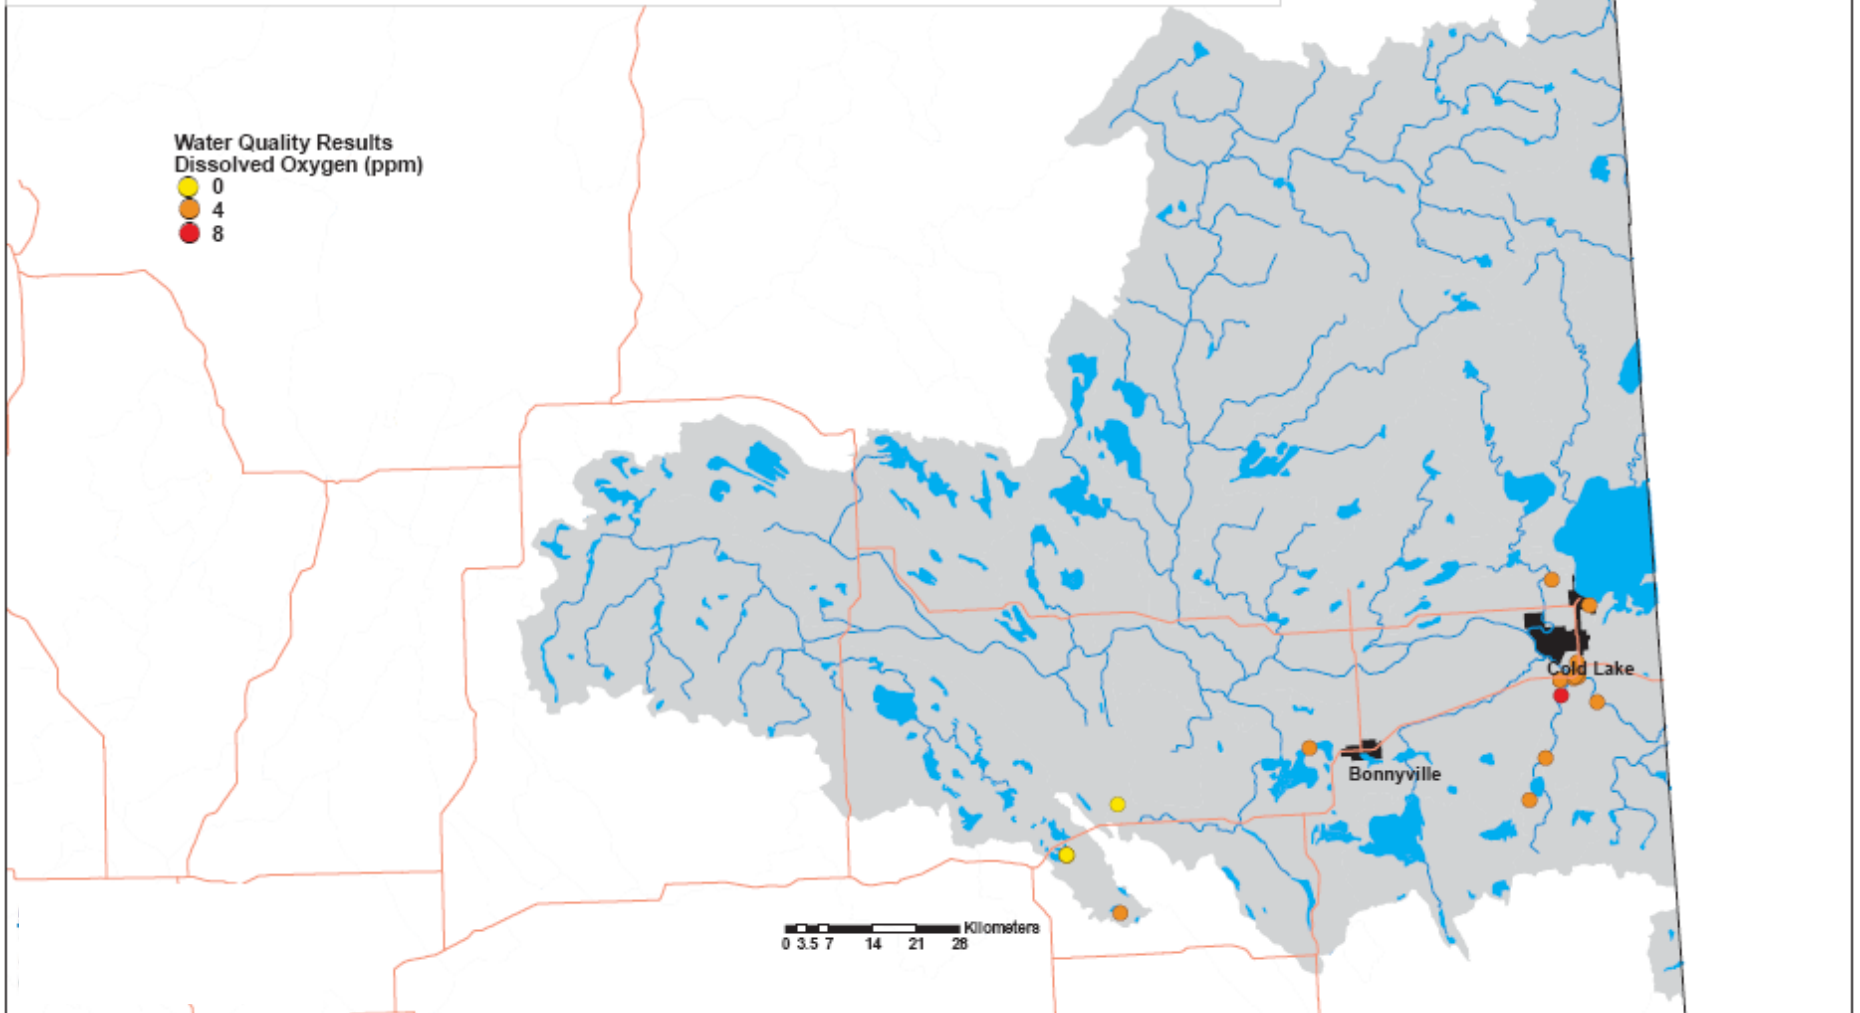 Water Quality Results
Dissolved Oxygen (ppm)
0
4
8
Cold Lake
Bonnyville
Kilometers
0 3.5 7 14 21 28